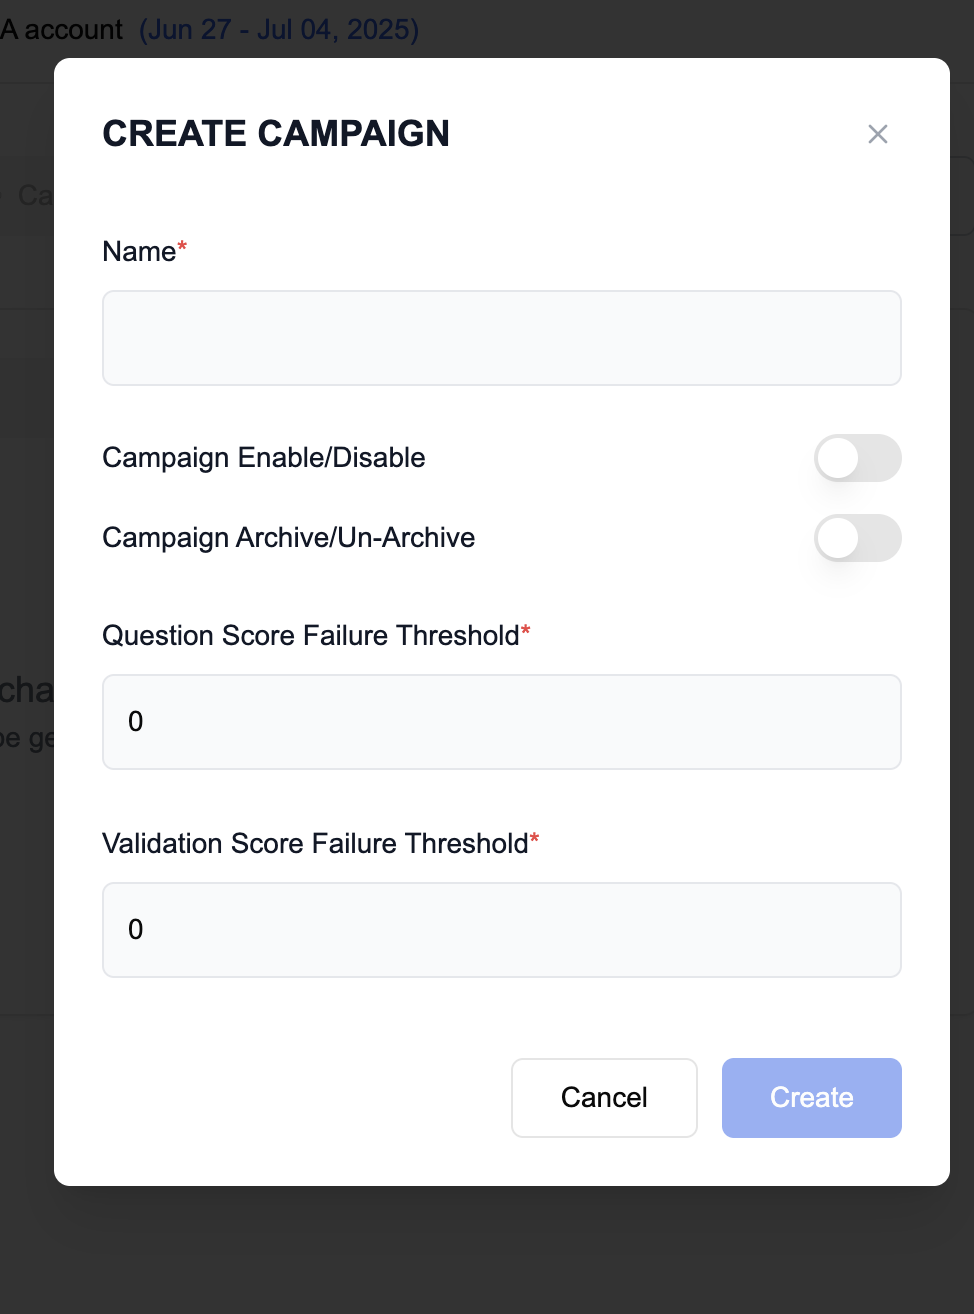 A account (Jun 27 - Jul 04, 2025)
CREATE CAMPAIGN
Ca
Name*
Campaign Enable/Disable
Campaign Archive/Un-Archive
Question Score Failure Threshold*
cha
0
be ge
Validation Score Failure Threshold*
0
Cancel
Create